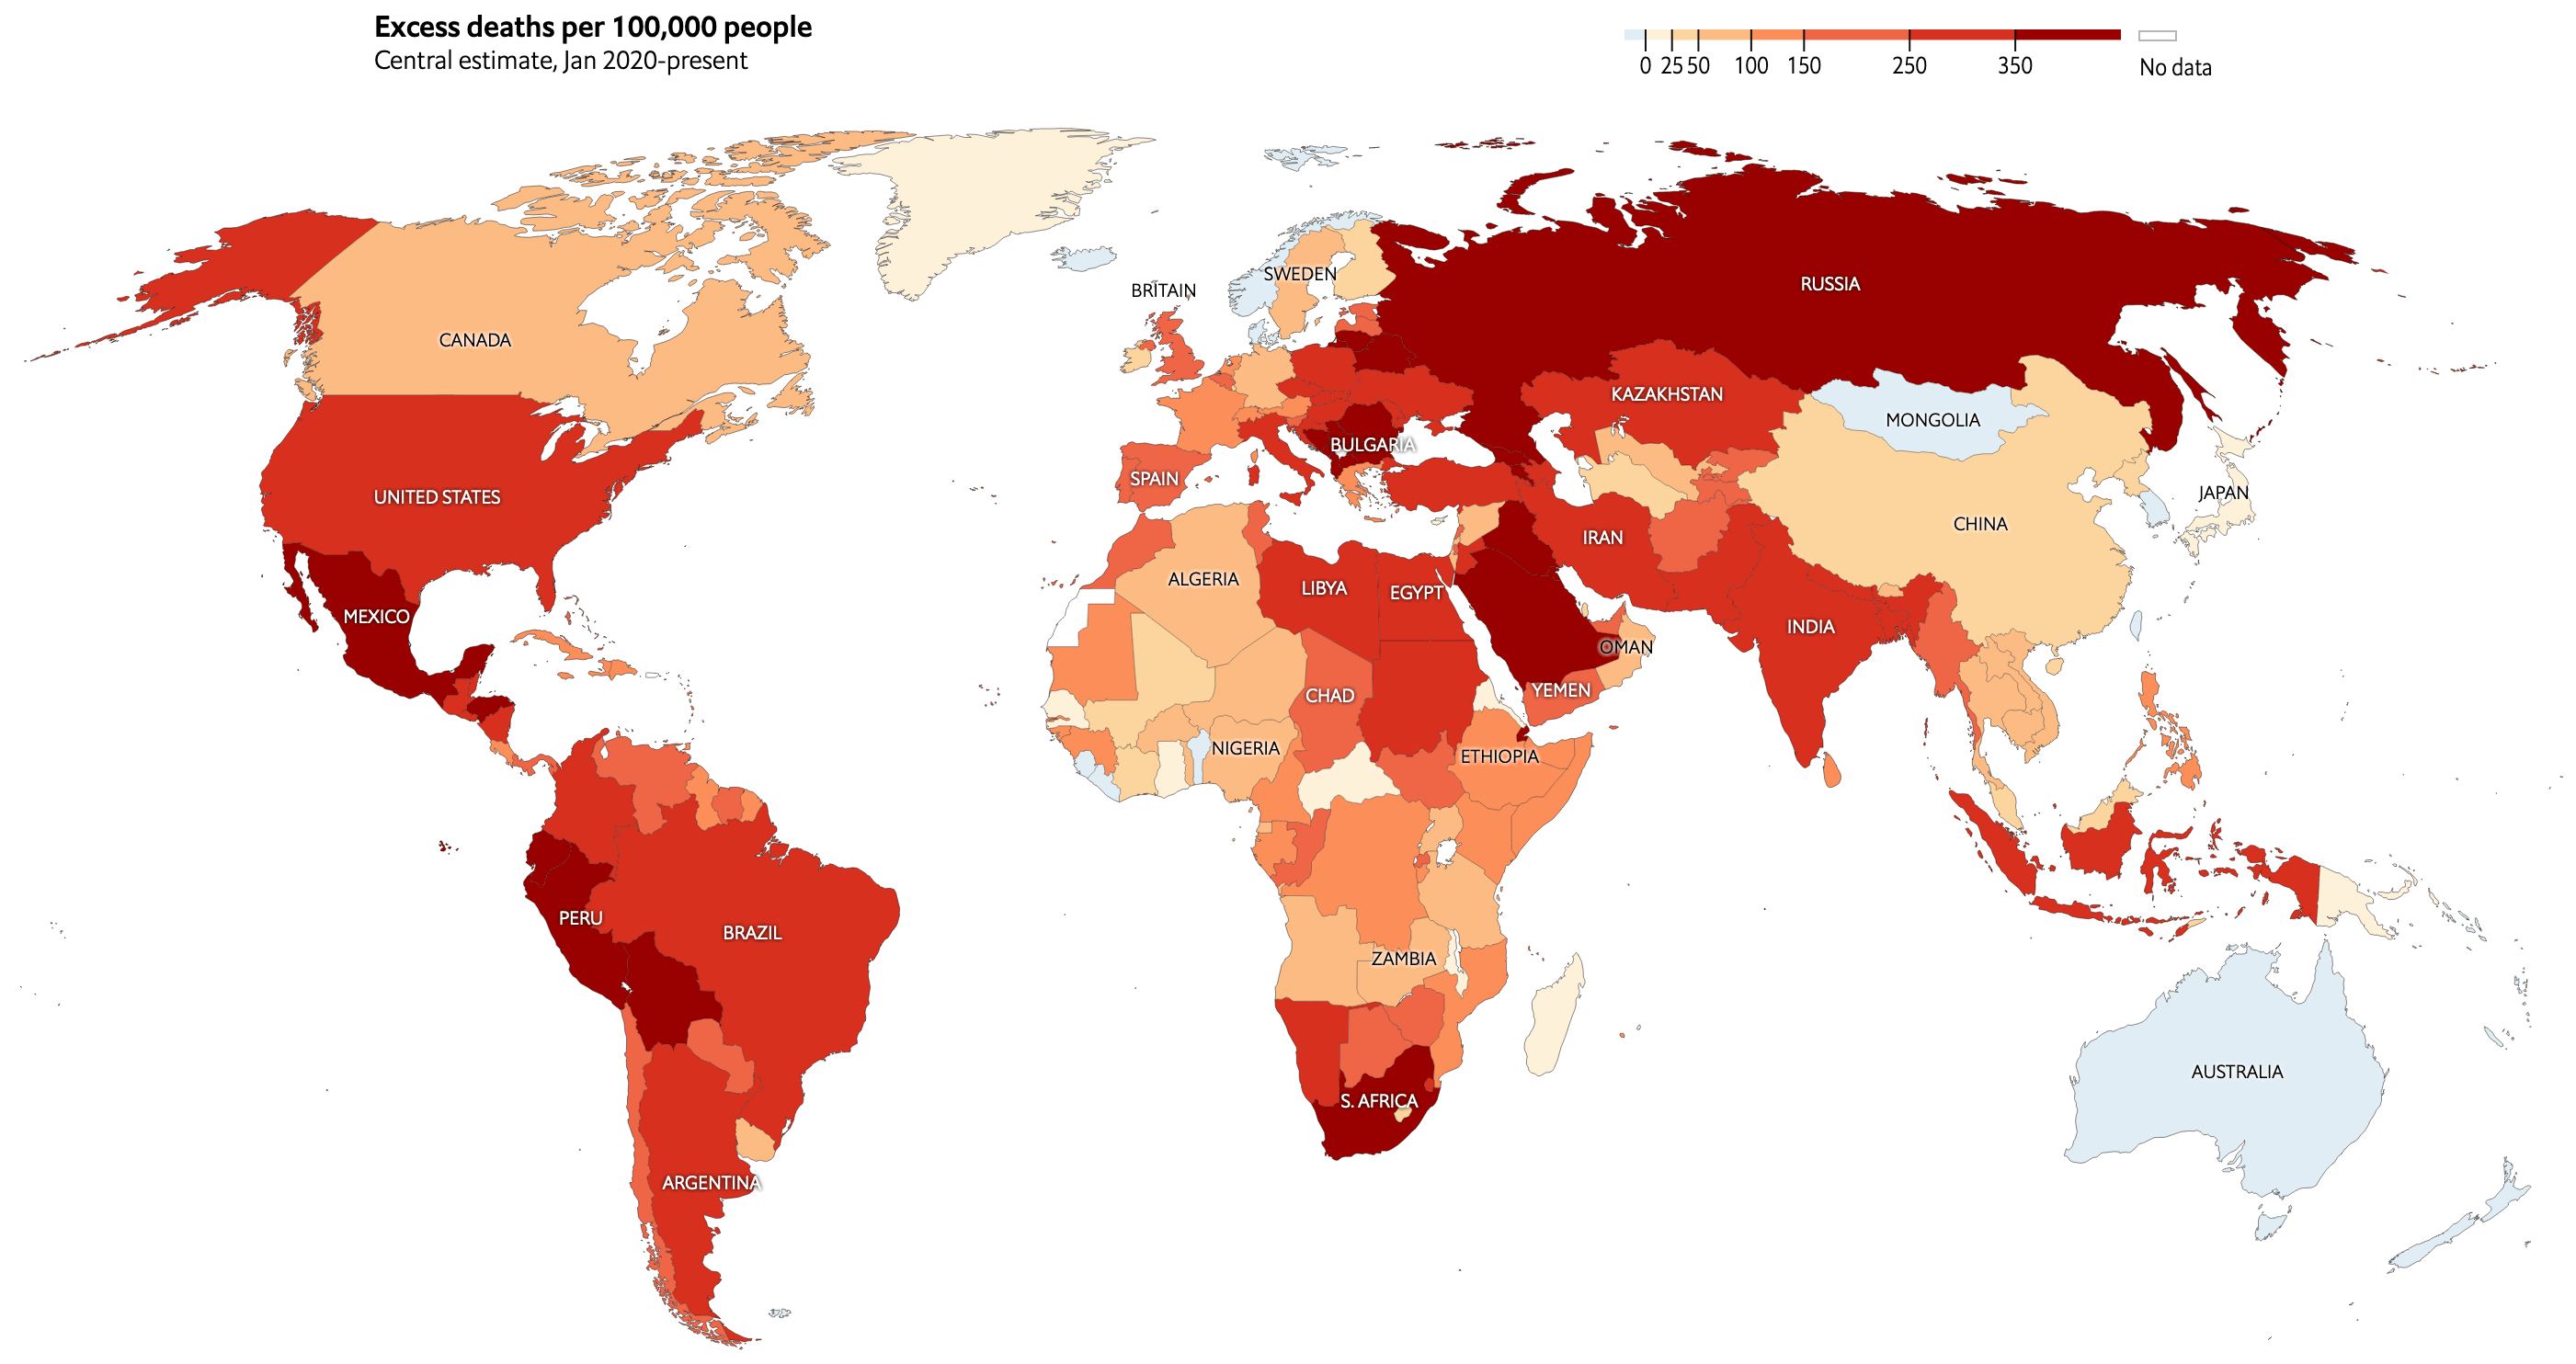 Excess deaths per 100,000 people
Central estimate, Jan 2020-present
0 25 50 100 150 250 350
No data
SWEDEN
RUSSIA
BRITAIN
CANADA
KAZAKHSTAN
MONGOLIA
BULGARIA
SPAIN
UNITED STATES
JAPAN
CHINA
IRAN
ALGERIA
LIBYA
EGYPT
MEXICO
INDIA
OMAN
YEMEN
CHAD
NIGERIA
ETHIOPIA
PERU
BRAZIL
ZAMBIA
AUSTRALIA
S. AFRICA
ARGENTINA